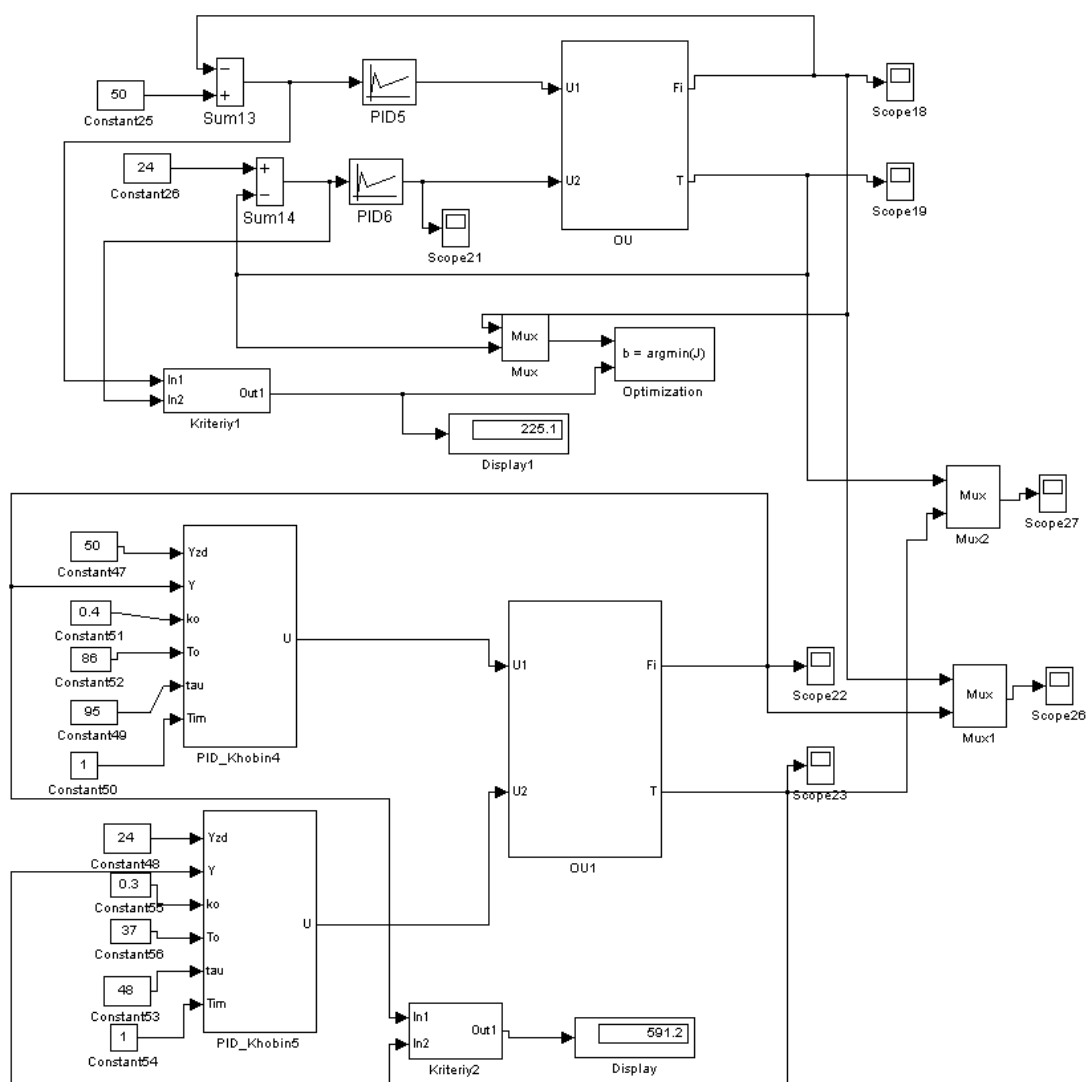 50
Constant25
−
+
Sum13
PID5
U1
Fi
Scope18
24
Constant26
+
−
Sum14
PID6
U2
T
Scope19
OU
Scope21
Mux
Mux
b = argmin(J)
Optimization
In1
In2
Out1
Kriteriy1
225.1
Display1
Mux
Mux2
Scope27
50
Constant47
0.4
Constant51
86
Constant52
95
Constant49
1
Constant50
Yzd
Y
ko
To
tau
Tim
U
PID_Khobin4
U1
Fi
U2
T
OU1
Scope22
Scope23
Mux
Mux1
Scope26
24
Constant48
0.3
Constant55
37
Constant56
48
Constant53
1
Constant54
Yzd
Y
ko
To
tau
Tim
U
PID_Khobin5
In1
In2
Out1
Kriteriy2
591.2
Display